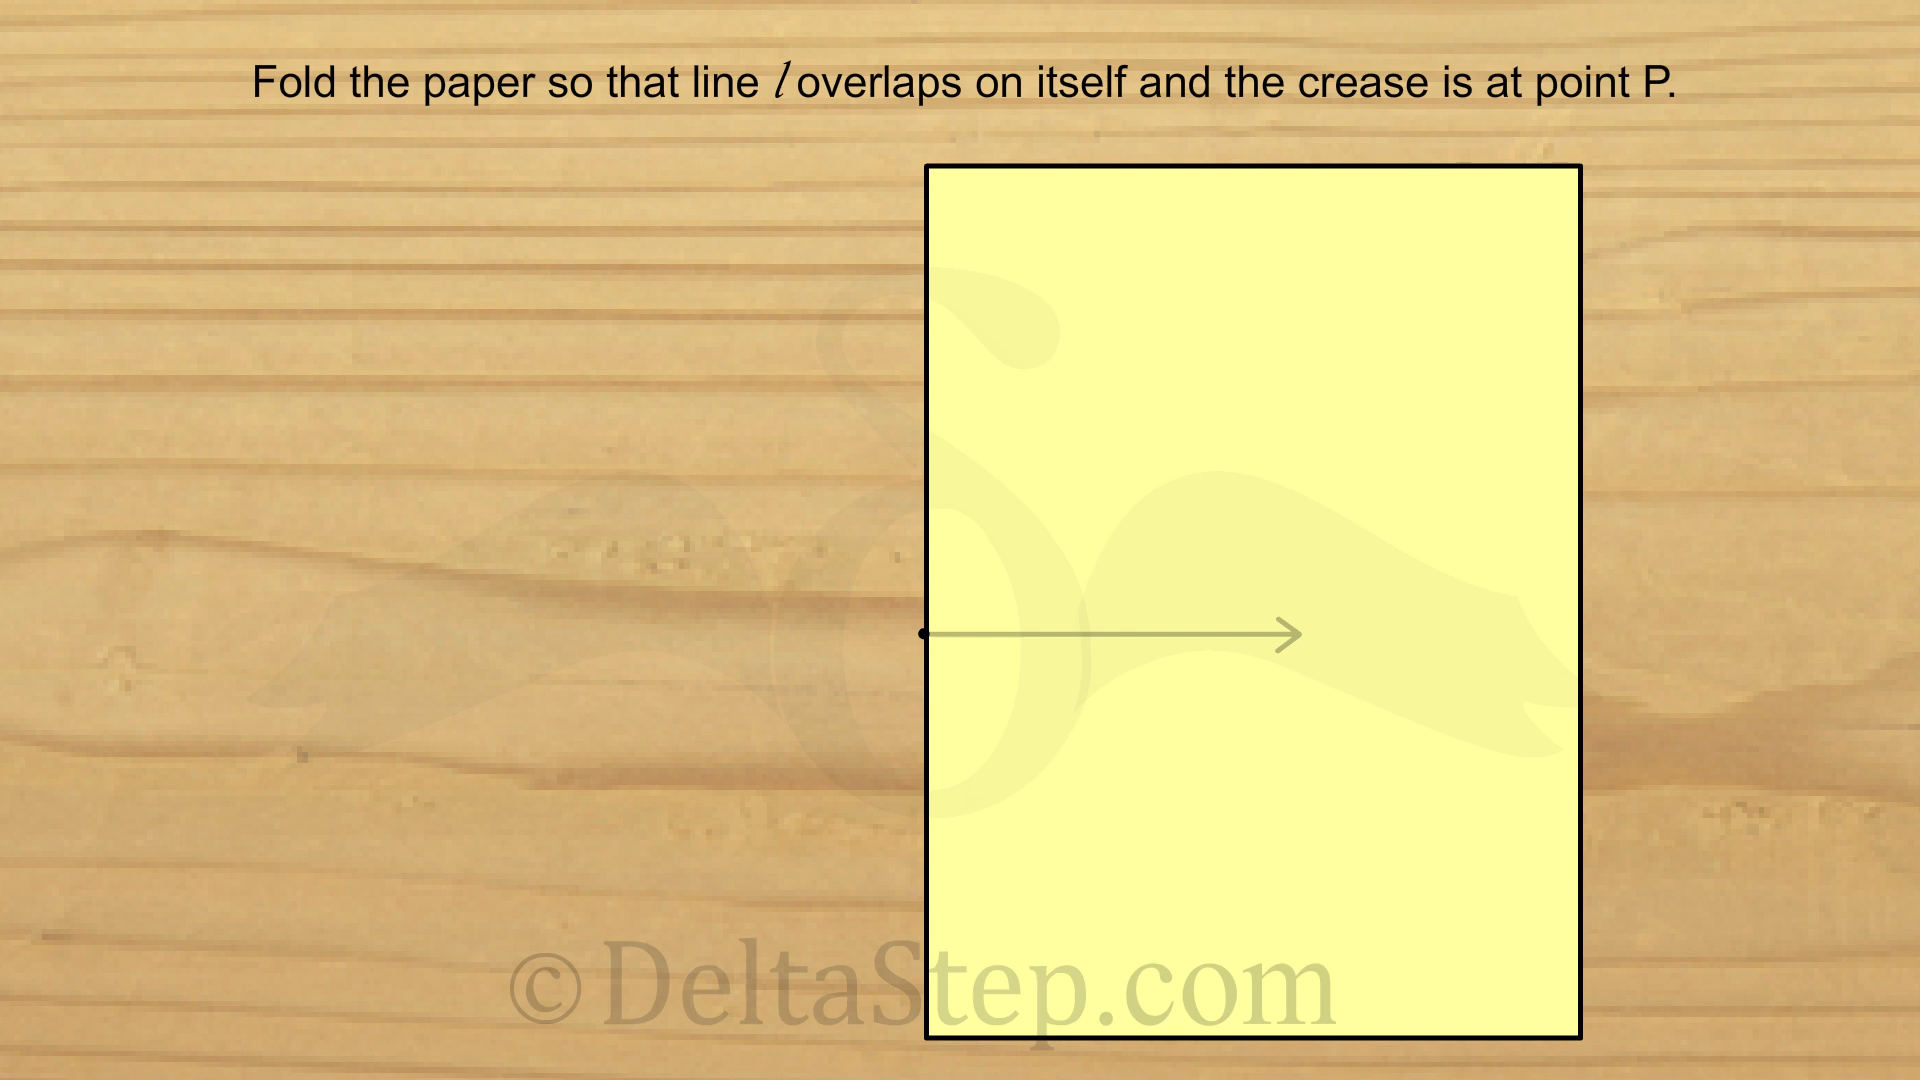 Fold the paper so that line l overlaps on itself and the crease is at point P.
©DeltaStep.com